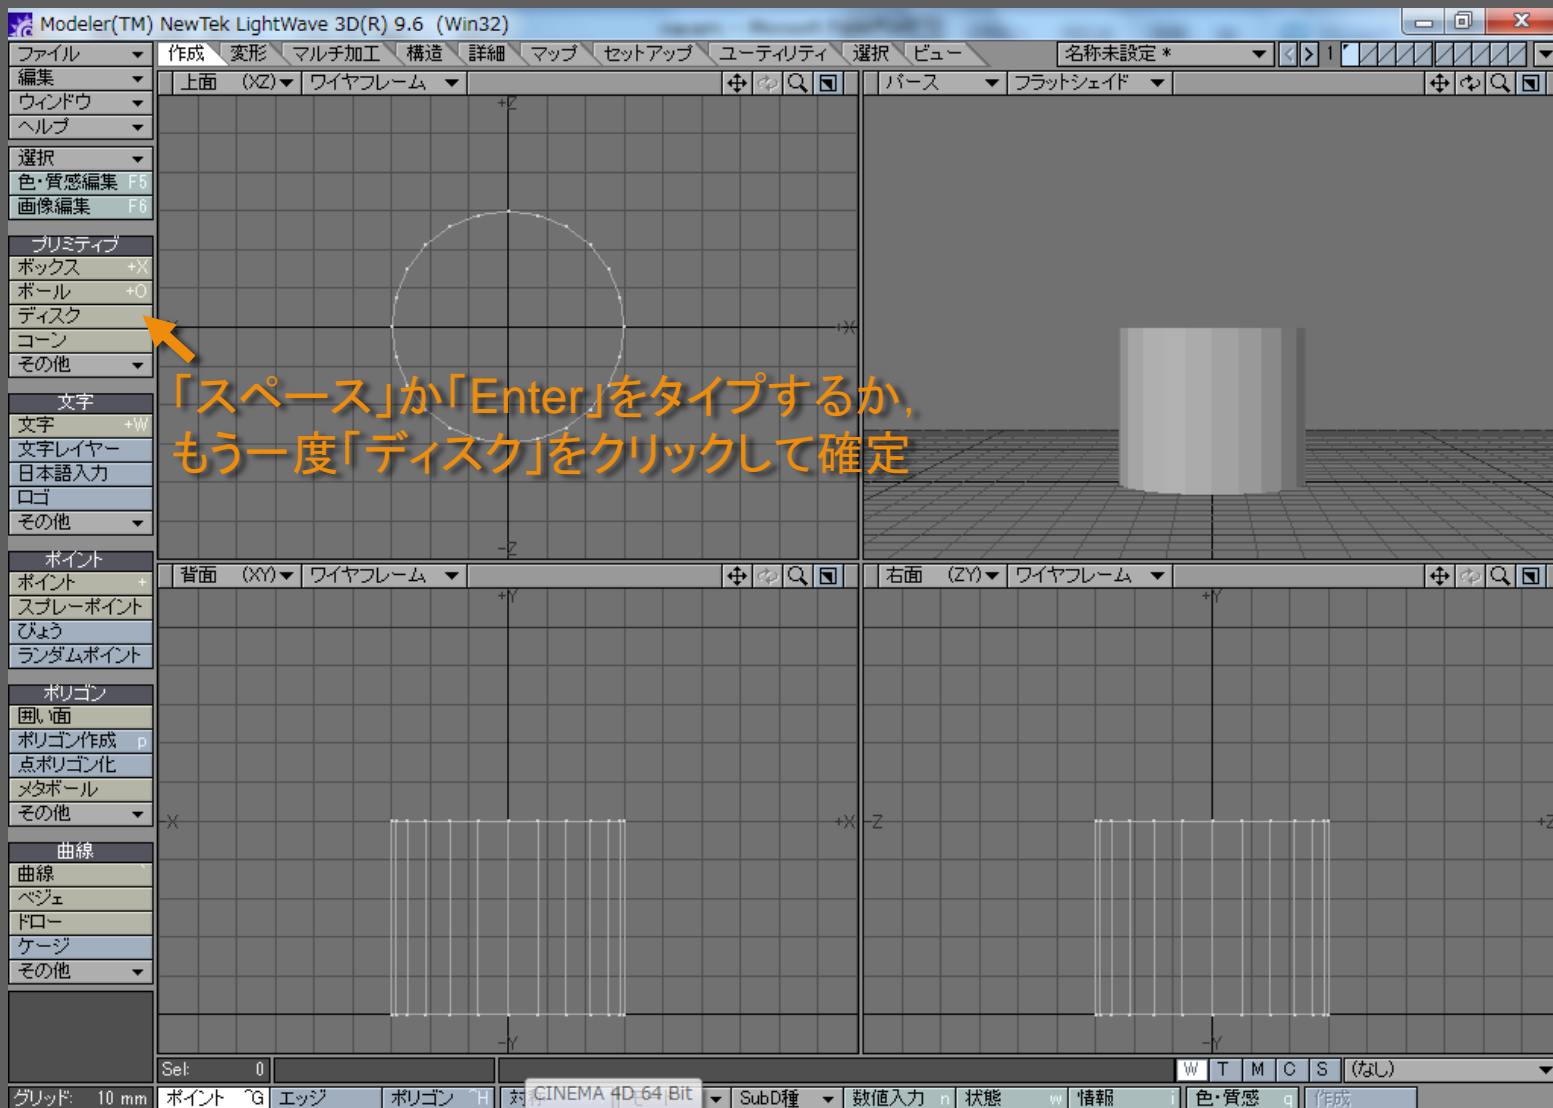 Modeler(TM) NewTek LightWave 3D(R) 9.6 (Win32)
ファイル 作成 変形 マルチ加工 構造 詳細 マップ セットアップ ユーティリティ 選択 ビュー 名称未設定 * 1
編集
ウィンドウ
ヘルプ
選択
色・質感編集 F5
画像編集 F6
プリミティブ
ボックス +X
ボール +O
ディスク
コーン
その他
文字
文字 +W
文字レイヤー
日本語入力
ロゴ
その他
ポイント
ポイント +
スプレーポイント
びょう
ランダムポイント
ポリゴン
囲い面
ポリゴン作成 p
点ポリゴン化
メタボール
その他
曲線
曲線 `
ベジェ
ドロー
ケージ
その他
上面 (XZ) ワイヤフレーム
+Z
+X
-Z
パース フラットシェイド
「スペース」か「Enter」をタイプするか,
もう一度「ディスク」をクリックして確定
背面 (XY) ワイヤフレーム
+Y
-X +X
-Y
右面 (ZY) ワイヤフレーム
+Y
-Z +Z
-Y
Sel: 0 W T M C S (なし)
グリッド: 10 mm ポイント ^G エッジ ポリゴン ^H 対 CINEMA 4D 64 Bit SubD種 数値入力 n 状態 w 情報 i 色・質感 q 作成